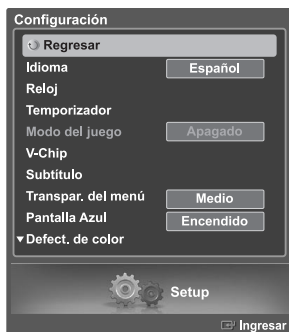 Configuración
Regresar
Idioma Español
Reloj
Temporizador
Modo del juego Apagado
V-Chip
Subtítulo
Transpar. del menú Medio
Pantalla Azul Encendido
▼Defect. de color
Setup
Ingresar